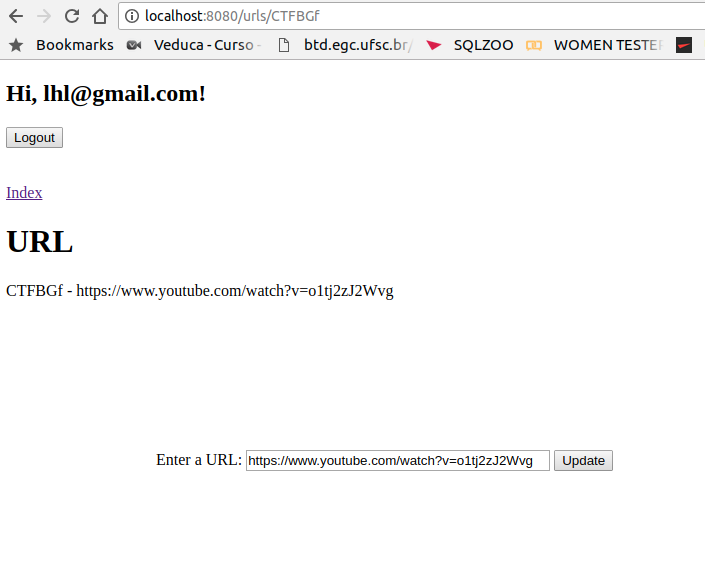 localhost:8080/urls/CTFBGf
Bookmarks Veduca - Curso - btd.egc.ufsc.br/ SQLZOO WOMEN TESTER
Hi, lhl@gmail.com!
Logout
Index
URL
CTFBGf - https://www.youtube.com/watch?v=o1tj2zJ2Wvg
Enter a URL: https://www.youtube.com/watch?v=o1tj2zJ2Wvg Update